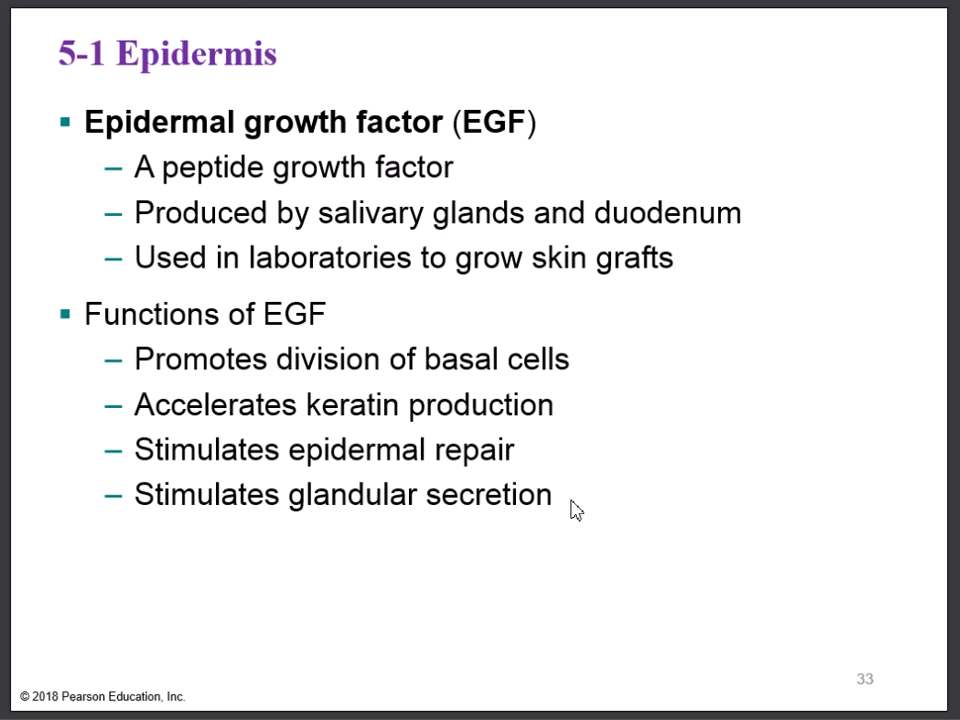 5-1 Epidermis
▪ Epidermal growth factor (EGF)
– A peptide growth factor
– Produced by salivary glands and duodenum
– Used in laboratories to grow skin grafts
▪ Functions of EGF
– Promotes division of basal cells
– Accelerates keratin production
– Stimulates epidermal repair
– Stimulates glandular secretion
33
© 2018 Pearson Education, Inc.